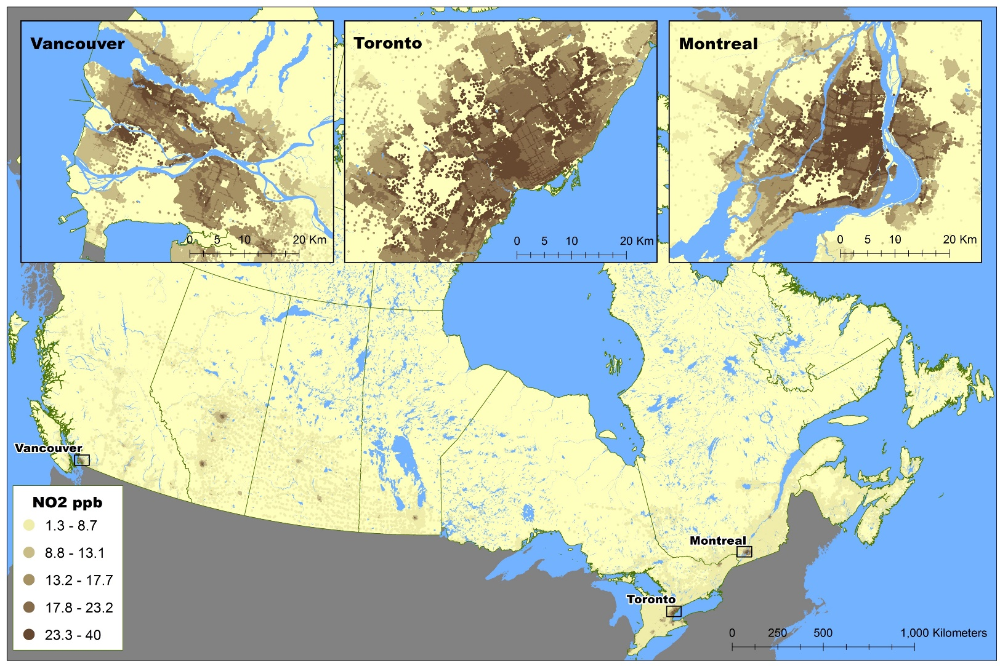 Vancouver
Toronto
Montreal
0 5 10 20 Km
0 5 10 20 Km
0 5 10 20 Km
Vancouver
NO2 ppb
1.3 - 8.7
8.8 - 13.1
13.2 - 17.7
17.8 - 23.2
23.3 - 40
Montreal
Toronto
0 250 500 1,000 Kilometers